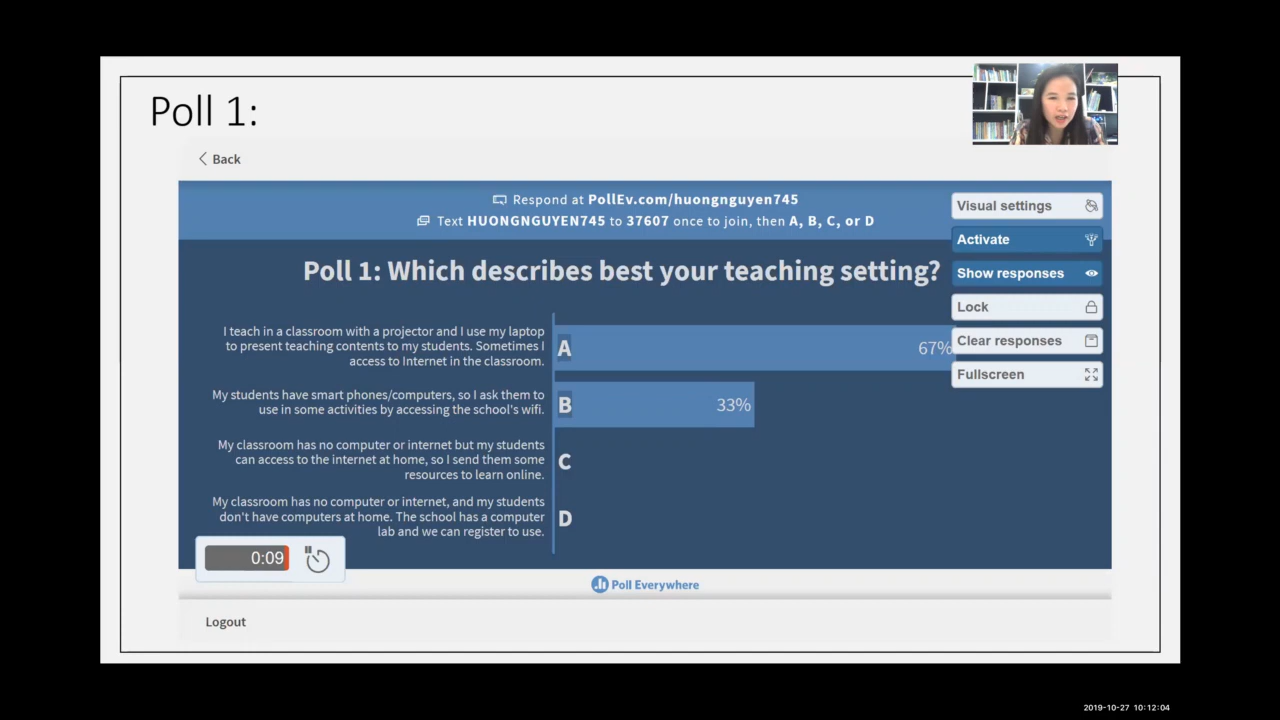 Poll 1:
Back
Respond at PollEv.com/huongnguyen745
Text HUONGNGUYEN745 to 37607 once to join, then A, B, C, or D
Poll 1: Which describes best your teaching setting?
Visual settings
Activate
Show responses
Lock
Clear responses
Fullscreen
I teach in a classroom with a projector and I use my laptop
to present teaching contents to my students. Sometimes I
access to Internet in the classroom.
A
67%
My students have smart phones/computers, so I ask them to
use in some activities by accessing the school's wifi.
B
33%
My classroom has no computer or internet but my students
can access to the internet at home, so I send them some
resources to learn online.
C
My classroom has no computer or internet, and my students
don't have computers at home. The school has a computer
lab and we can register to use.
D
0:09
Poll Everywhere
Logout
2019-10-27 10:12:04